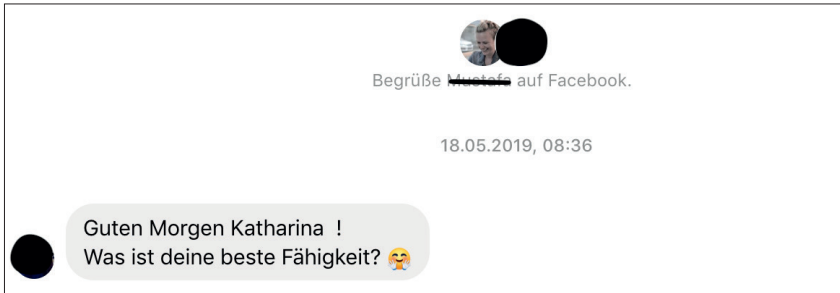 Begrüße auf Facebook.
18.05.2019, 08:36
Guten Morgen Katharina !
Was ist deine beste Fähigkeit? 🤗